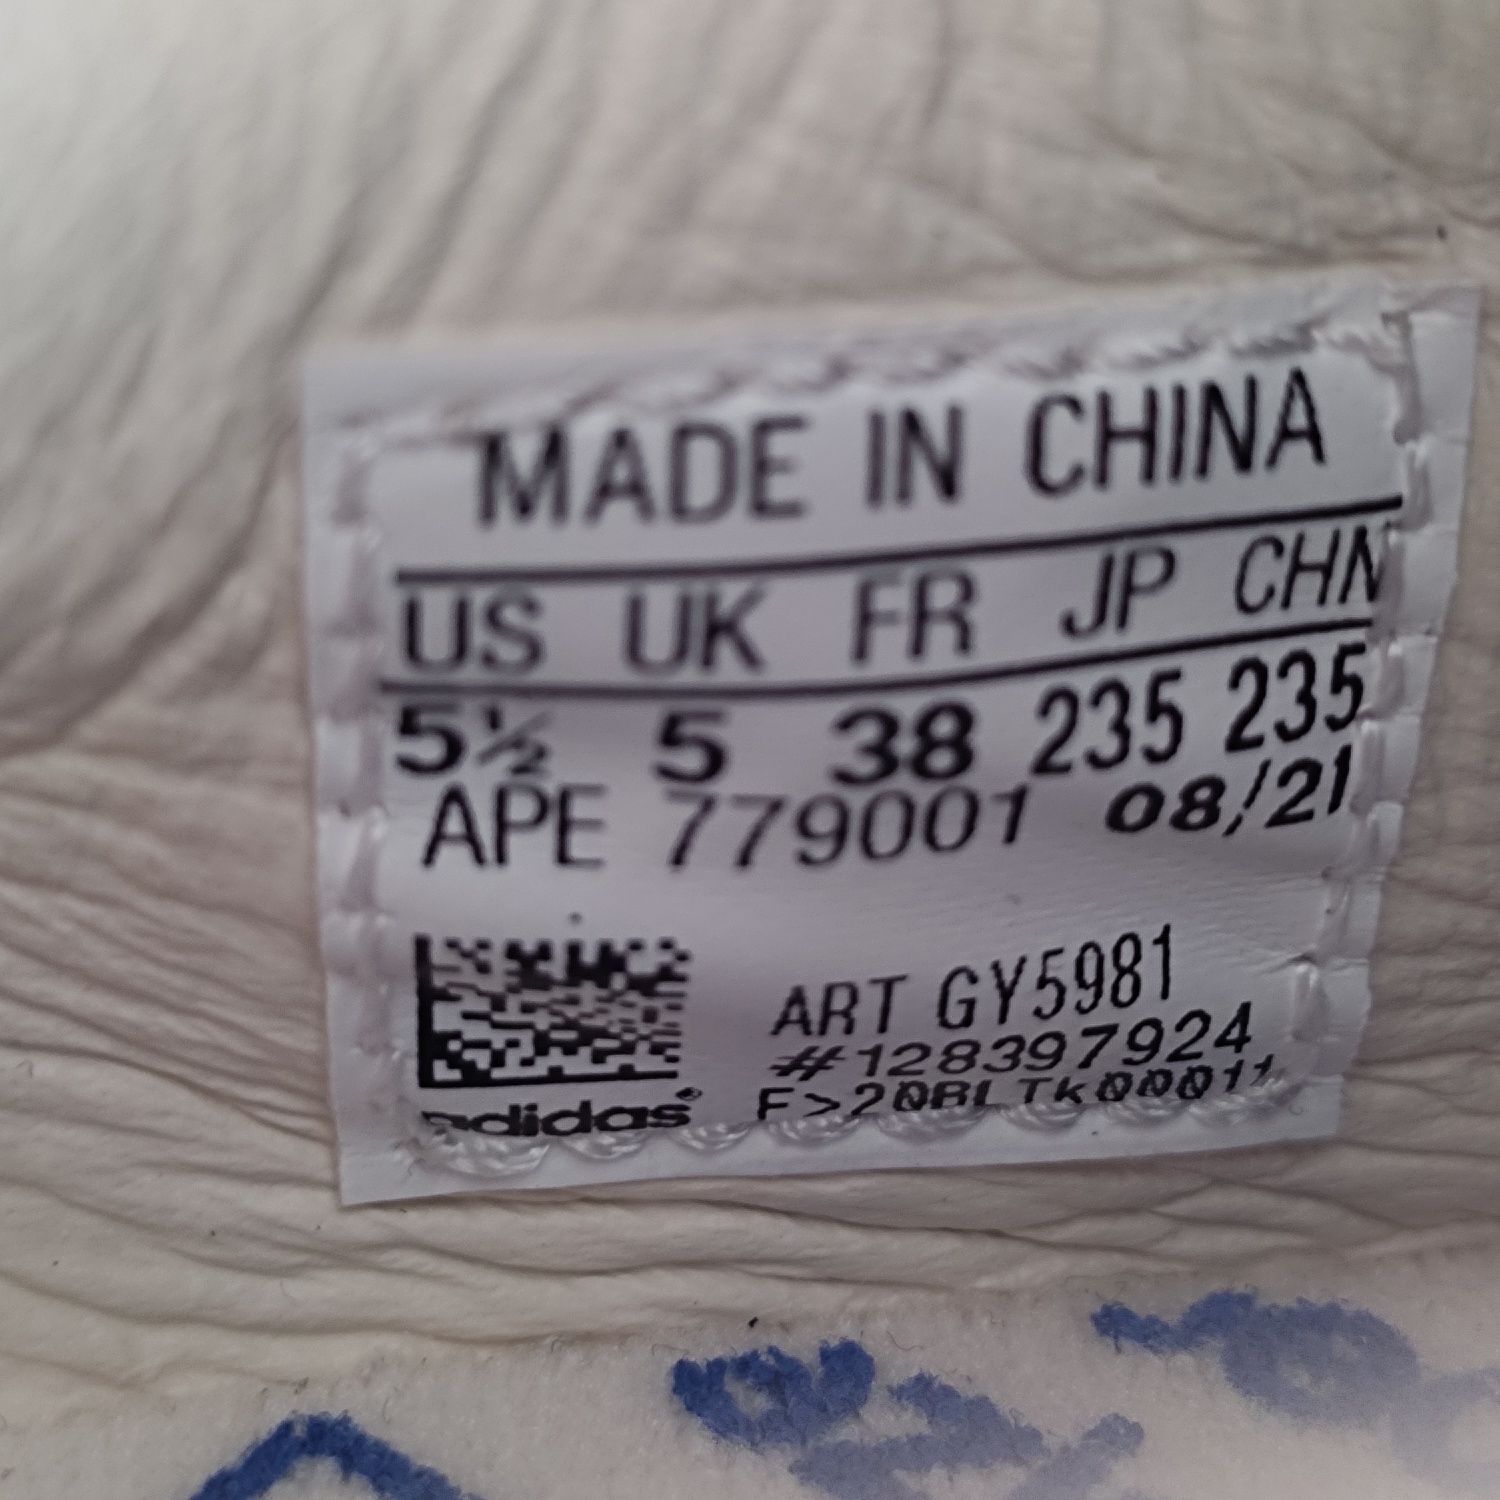 MADE IN CHINA
US UK FR JP CHN
5½ 5 38 235 235
APE 779001 08/21
ART GY5981
#128397924
F>20BLTK00011
adidas®